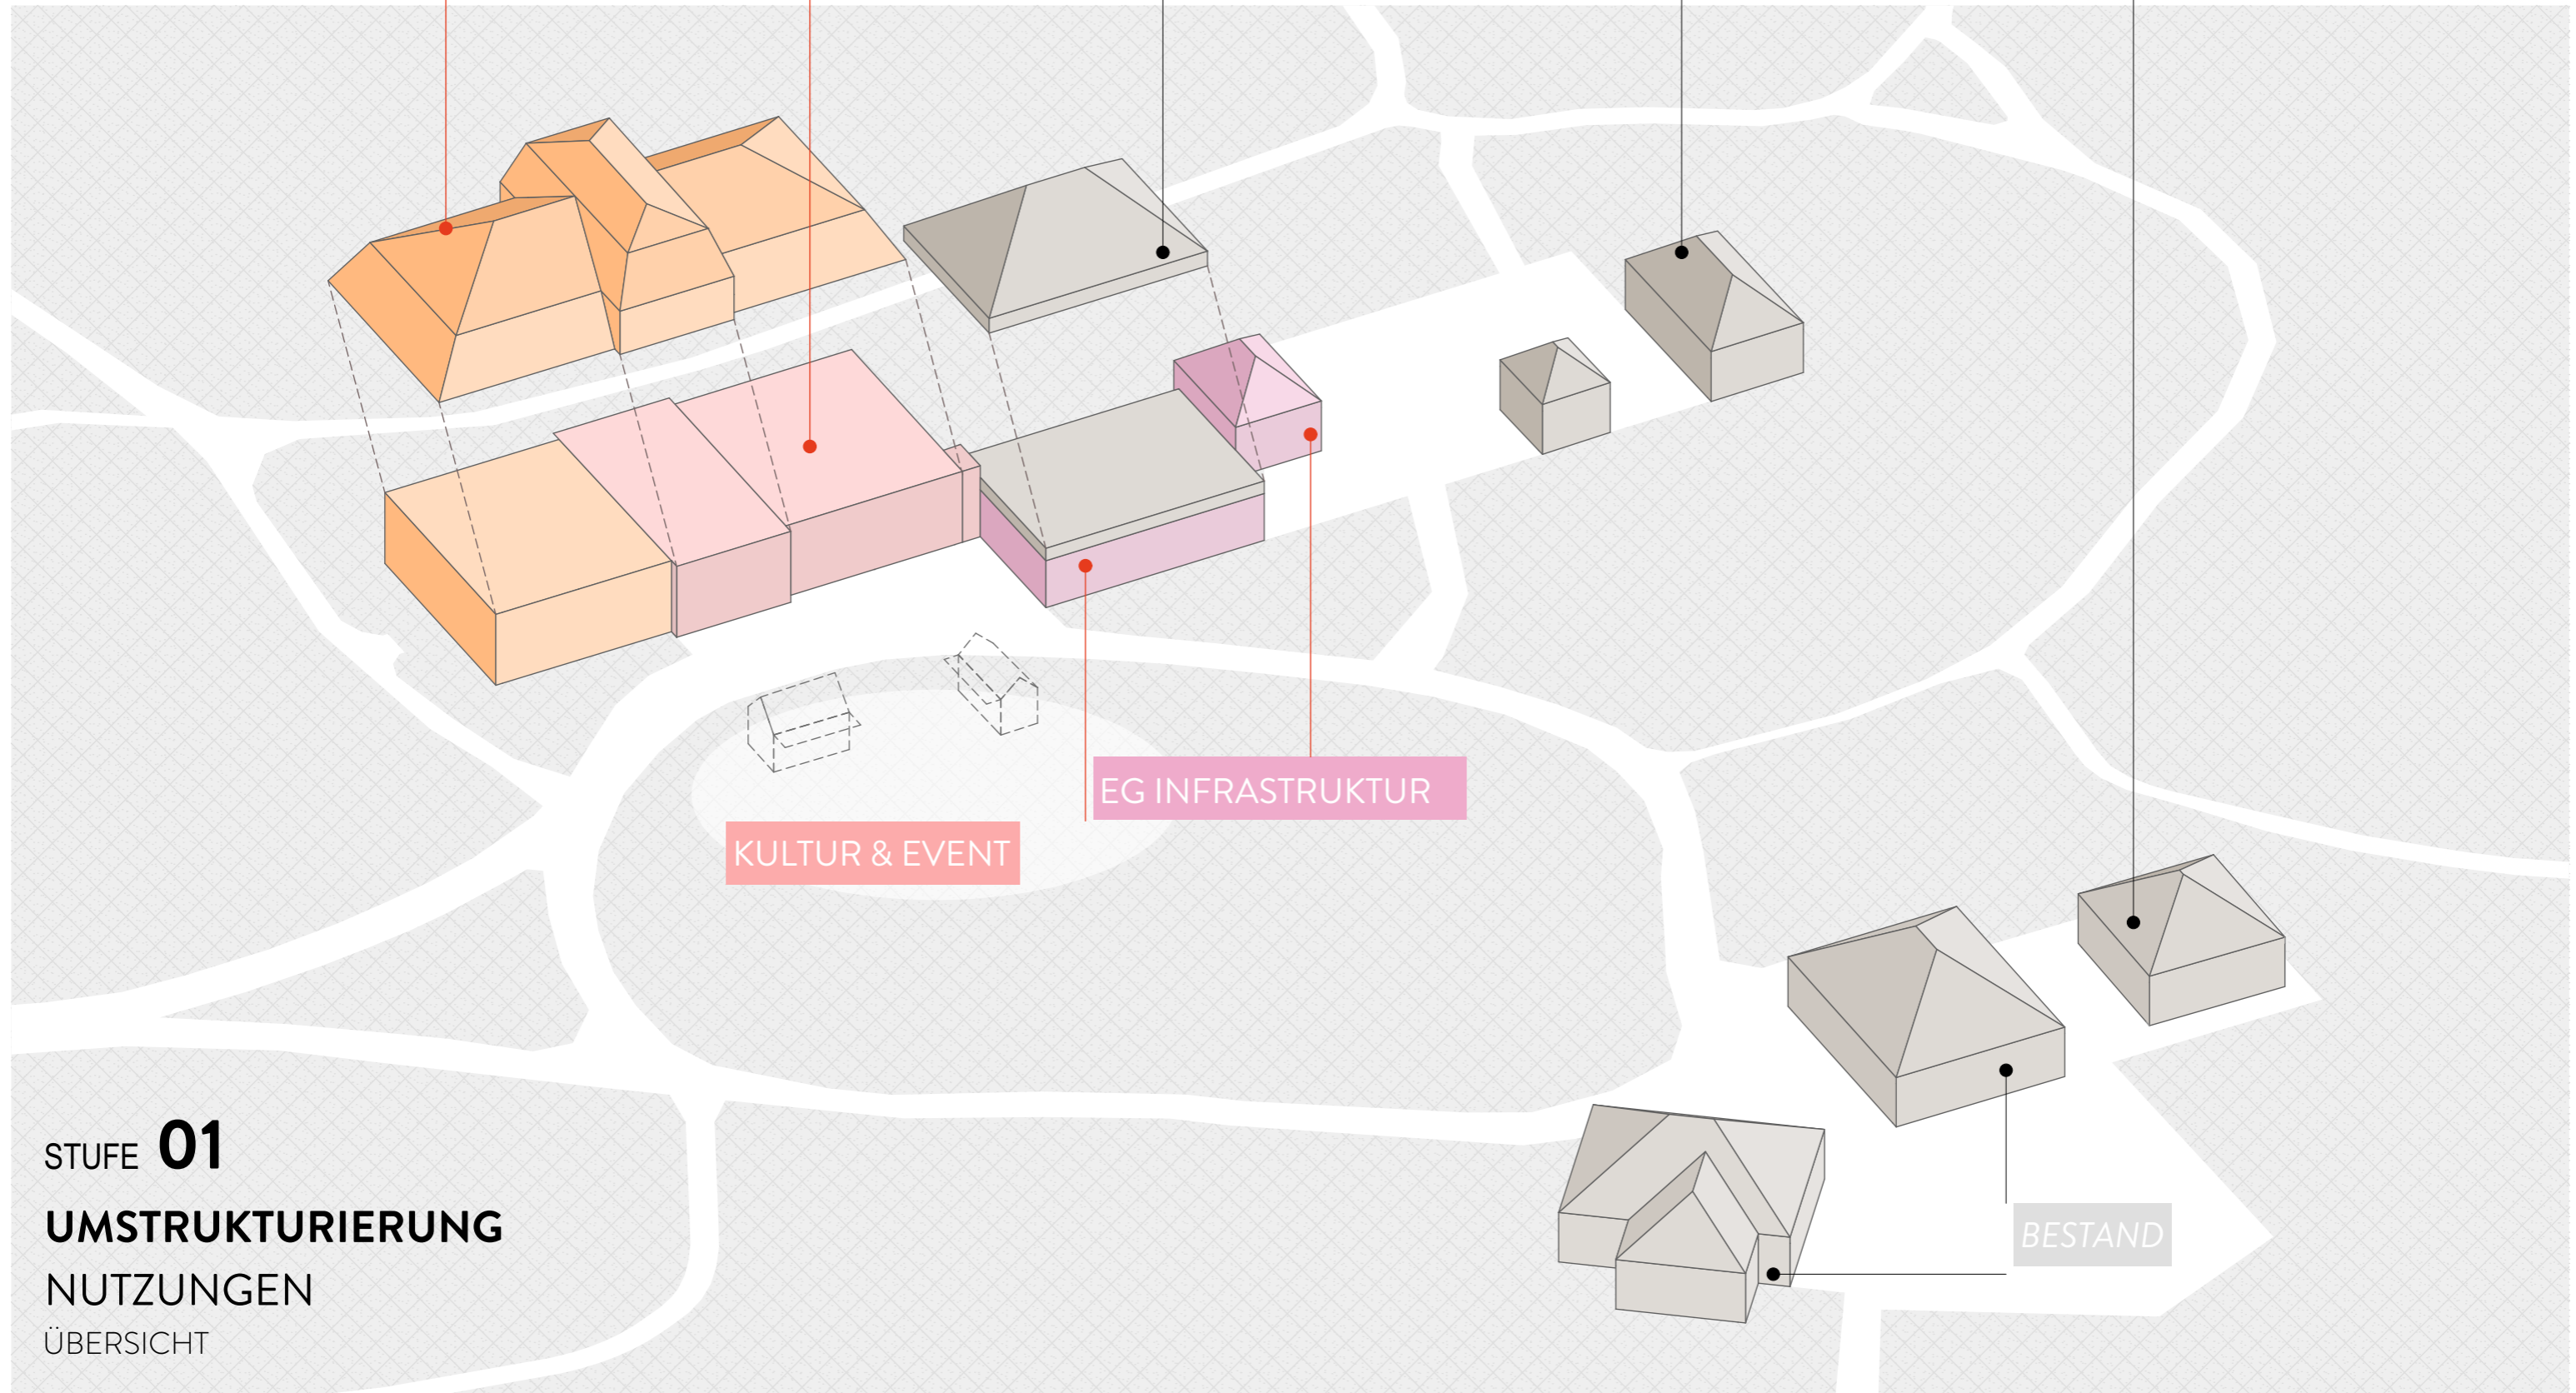 EG INFRASTRUKTUR
KULTUR & EVENT
BESTAND
STUFE 01
UMSTRUKTURIERUNG
NUTZUNGEN
ÜBERSICHT